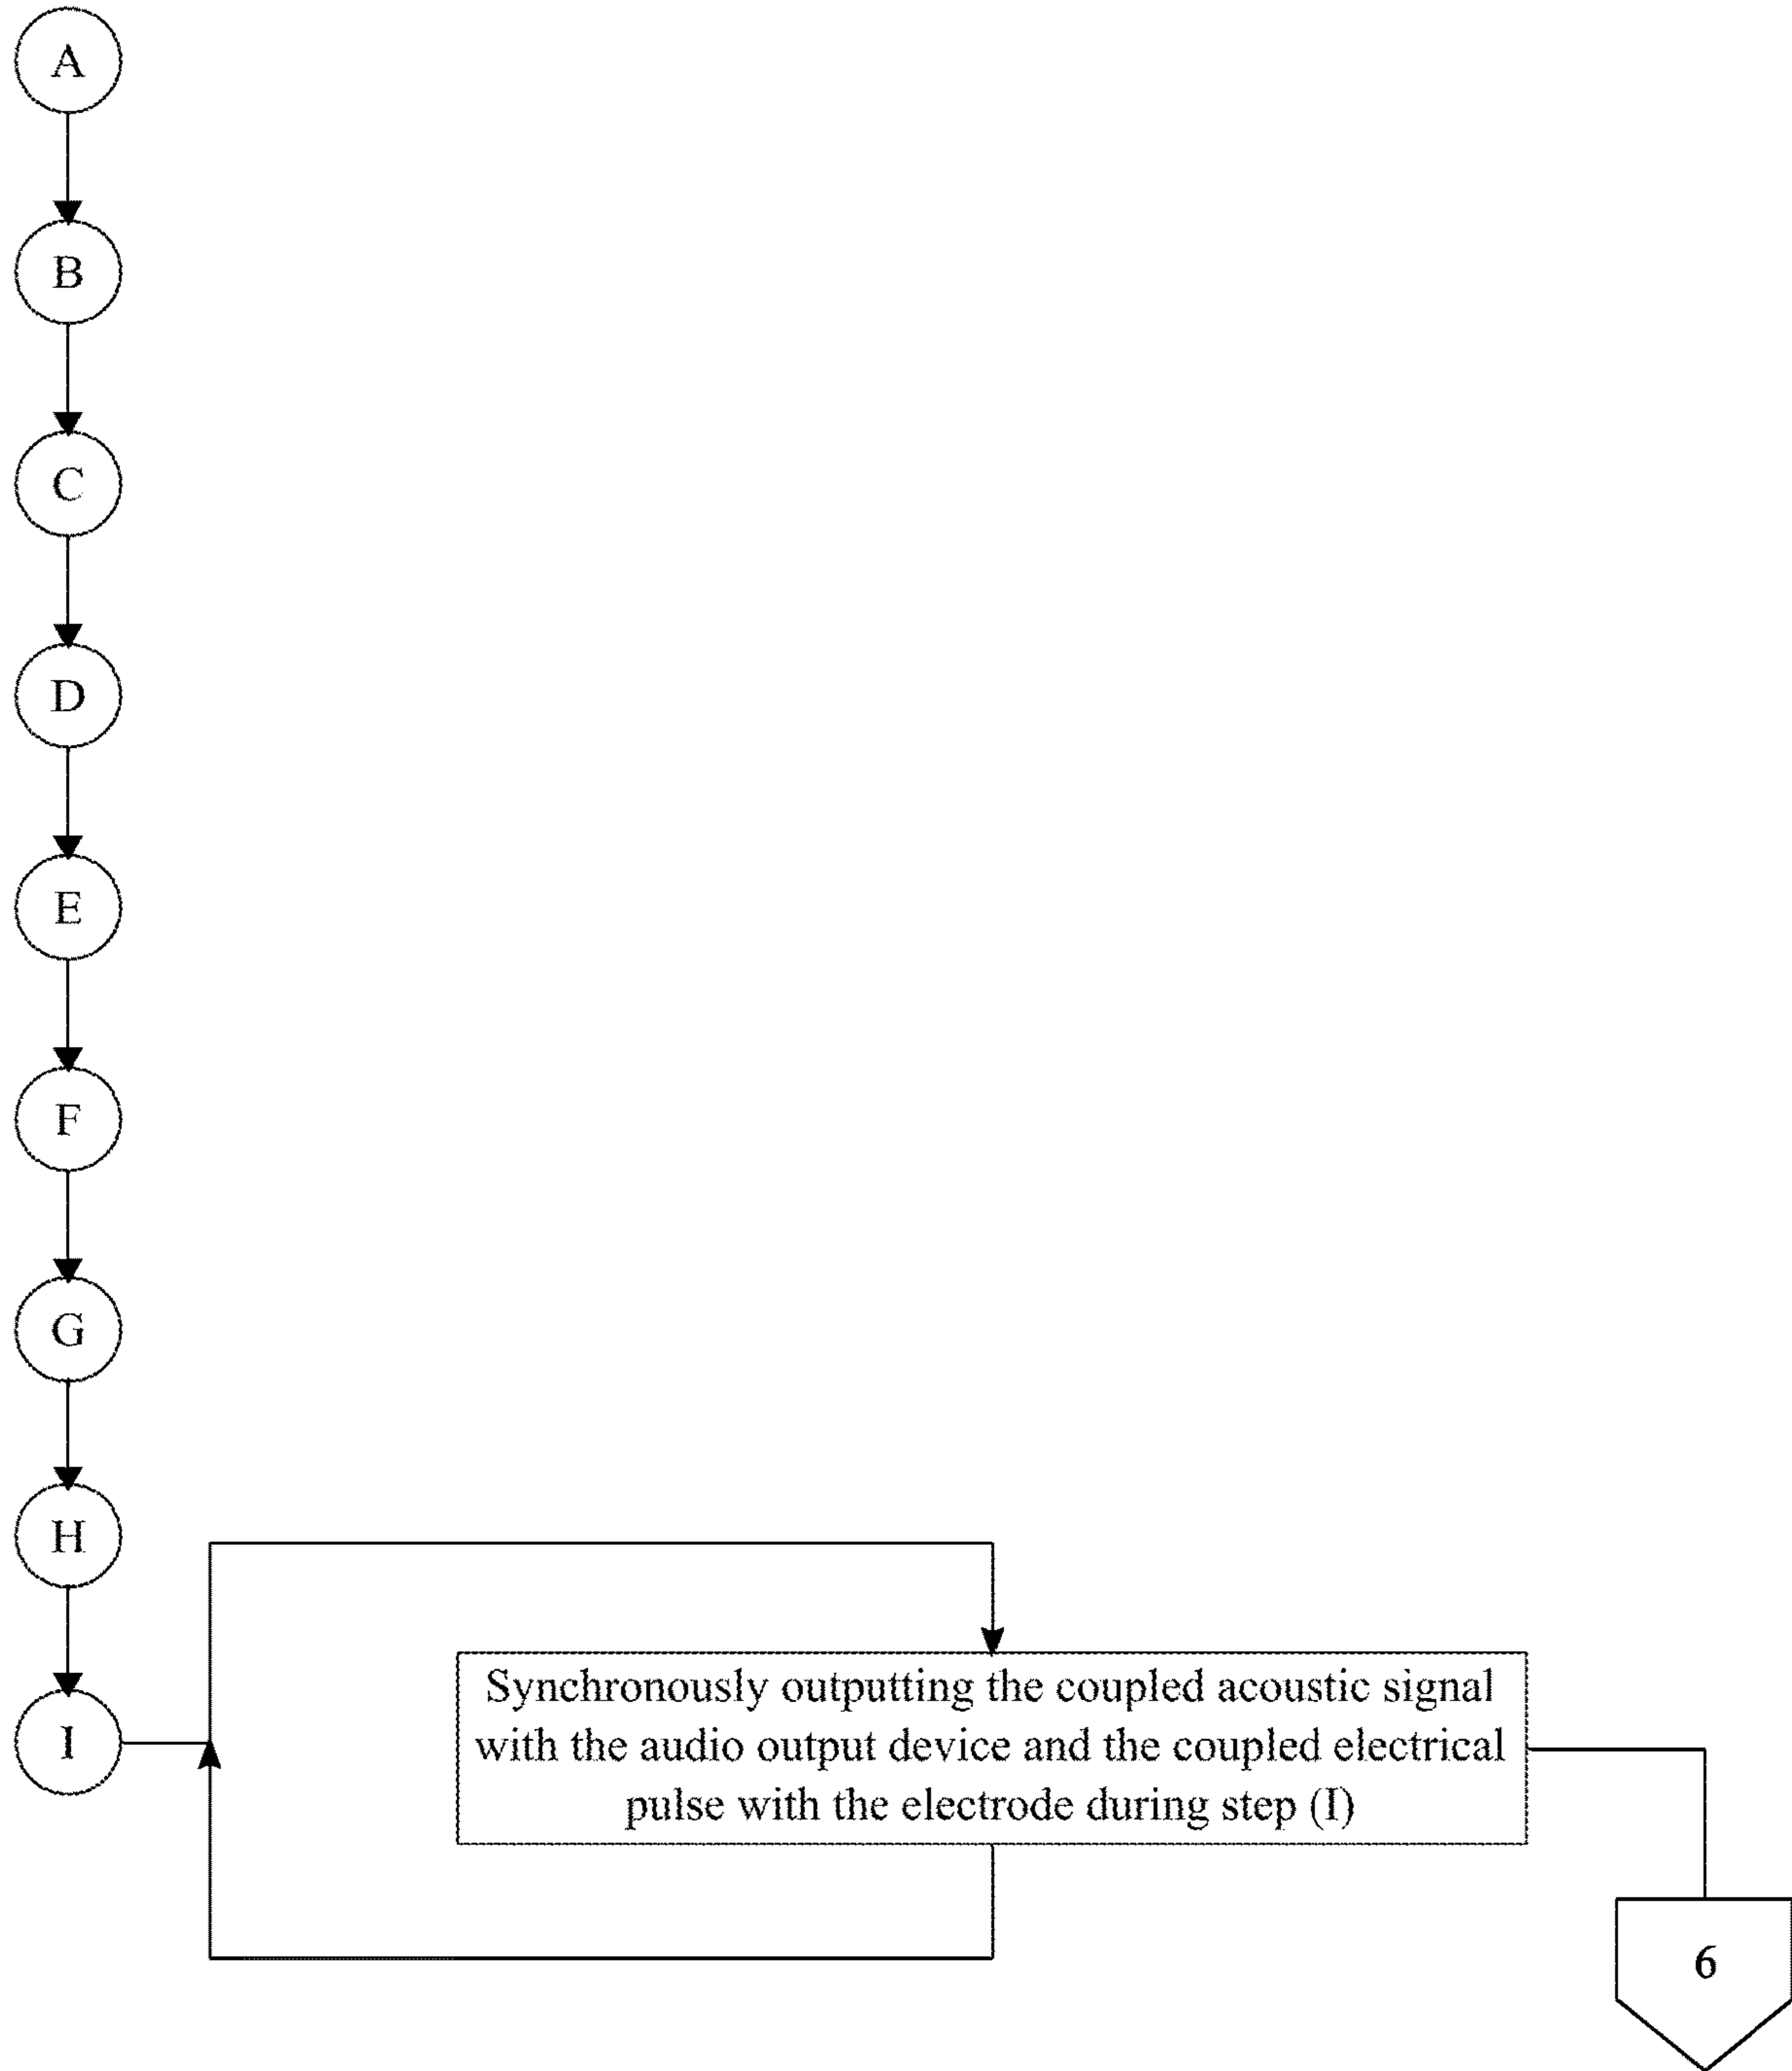 A
B
C
D
E
F
G
H
I
Synchronously outputting the coupled acoustic signal
with the audio output device and the coupled electrical
pulse with the electrode during step (I)
6